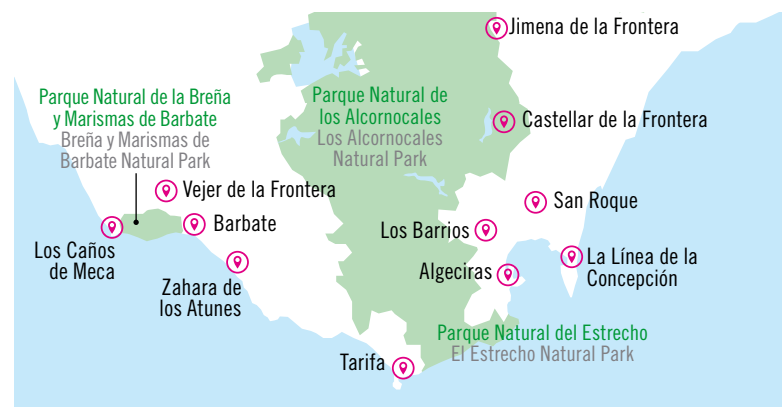 Jimena de la Frontera
Parque Natural de la Breña
y Marismas de Barbate
Breña y Marismas de
Barbate Natural Park
Parque Natural de
los Alcornocales
Los Alcornocales
Natural Park
Castellar de la Frontera
Vejer de la Frontera
San Roque
Barbate
Los Barrios
Los Caños
de Meca
La Línea de la
Concepción
Algeciras
Zahara de
los Atunes
Parque Natural del Estrecho
El Estrecho Natural Park
Tarifa